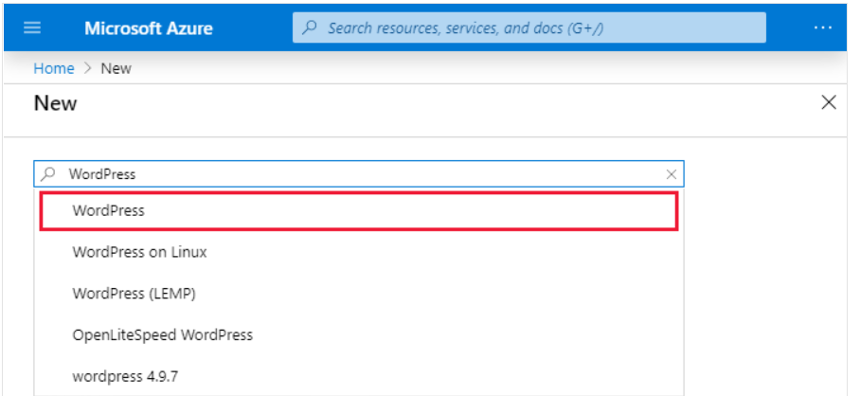 Microsoft Azure
Search resources, services, and docs (G+/)
...
Home > New
New
WordPress
WordPress
WordPress on Linux
WordPress (LEMP)
OpenLiteSpeed WordPress
wordpress 4.9.7